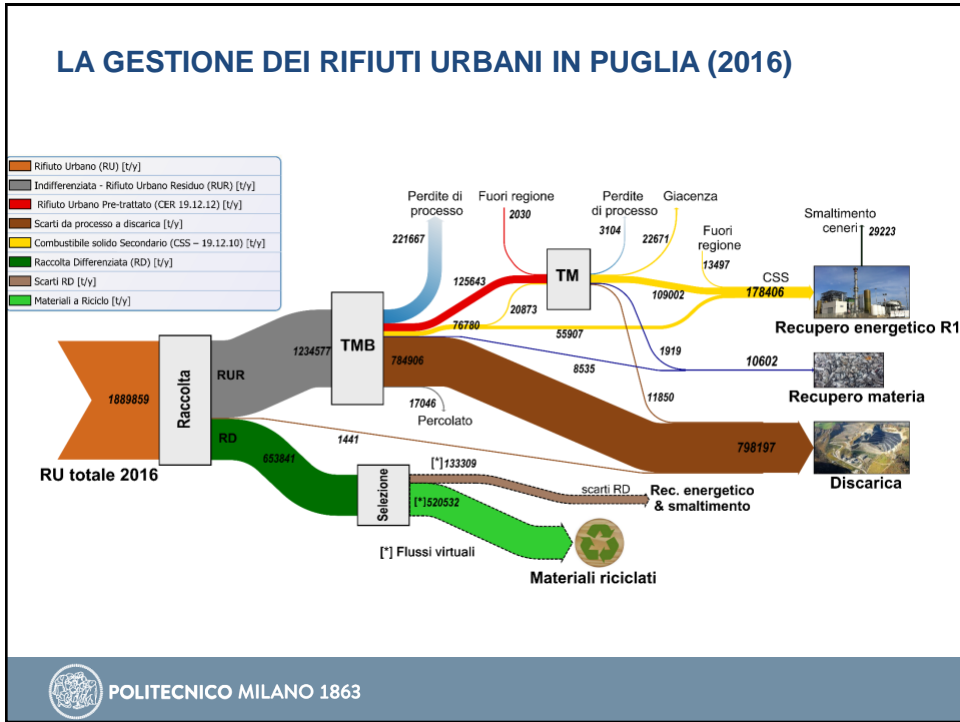 LA GESTIONE DEI RIFIUTI URBANI IN PUGLIA (2016)
Rifiuto Urbano (RU) [t/y]
Indifferenziata - Rifiuto Urbano Residuo (RUR) [t/y]
Rifiuto Urbano Pre-trattato (CER 19.12.12) [t/y]
Scarti da processo a discarica [t/y]
Combustibile solido Secondario (CSS – 19.12.10) [t/y]
Raccolta Differenziata (RD) [t/y]
Scarti RD [t/y]
Materiali a Riciclo [t/y]
Perdite di
processo
221667
Fuori regione
2030
Perdite
di processo
3104
Giacenza
22671
Fuori
regione
13497
Smaltimento
ceneri
29223
125643
TM
109002
CSS
178406
Recupero energetico R1
20873
76780
55907
1234577
TMB
784906
8535
1919
10602
Recupero materia
RUR
Raccolta
1889859
RU totale 2016
17046
Percolato
11850
798197
Discarica
RD
653841
1441
Selezione
[*]133309
scarti RD
Rec. energetico
& smaltimento
[*]520532
[*] Flussi virtuali
Materiali riciclati
POLITECNICO MILANO 1863